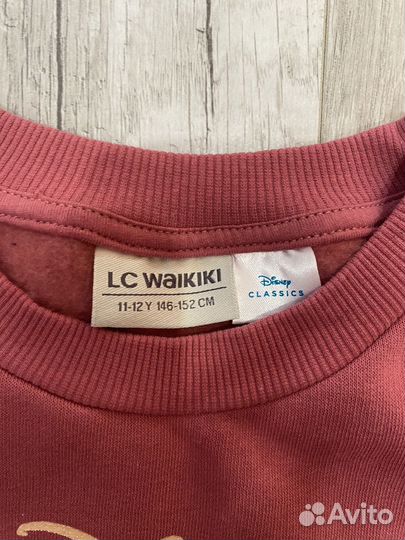 LC WAIKIKI
11-12 Y 146-152 CM
Disney
CLASSICS
Avito